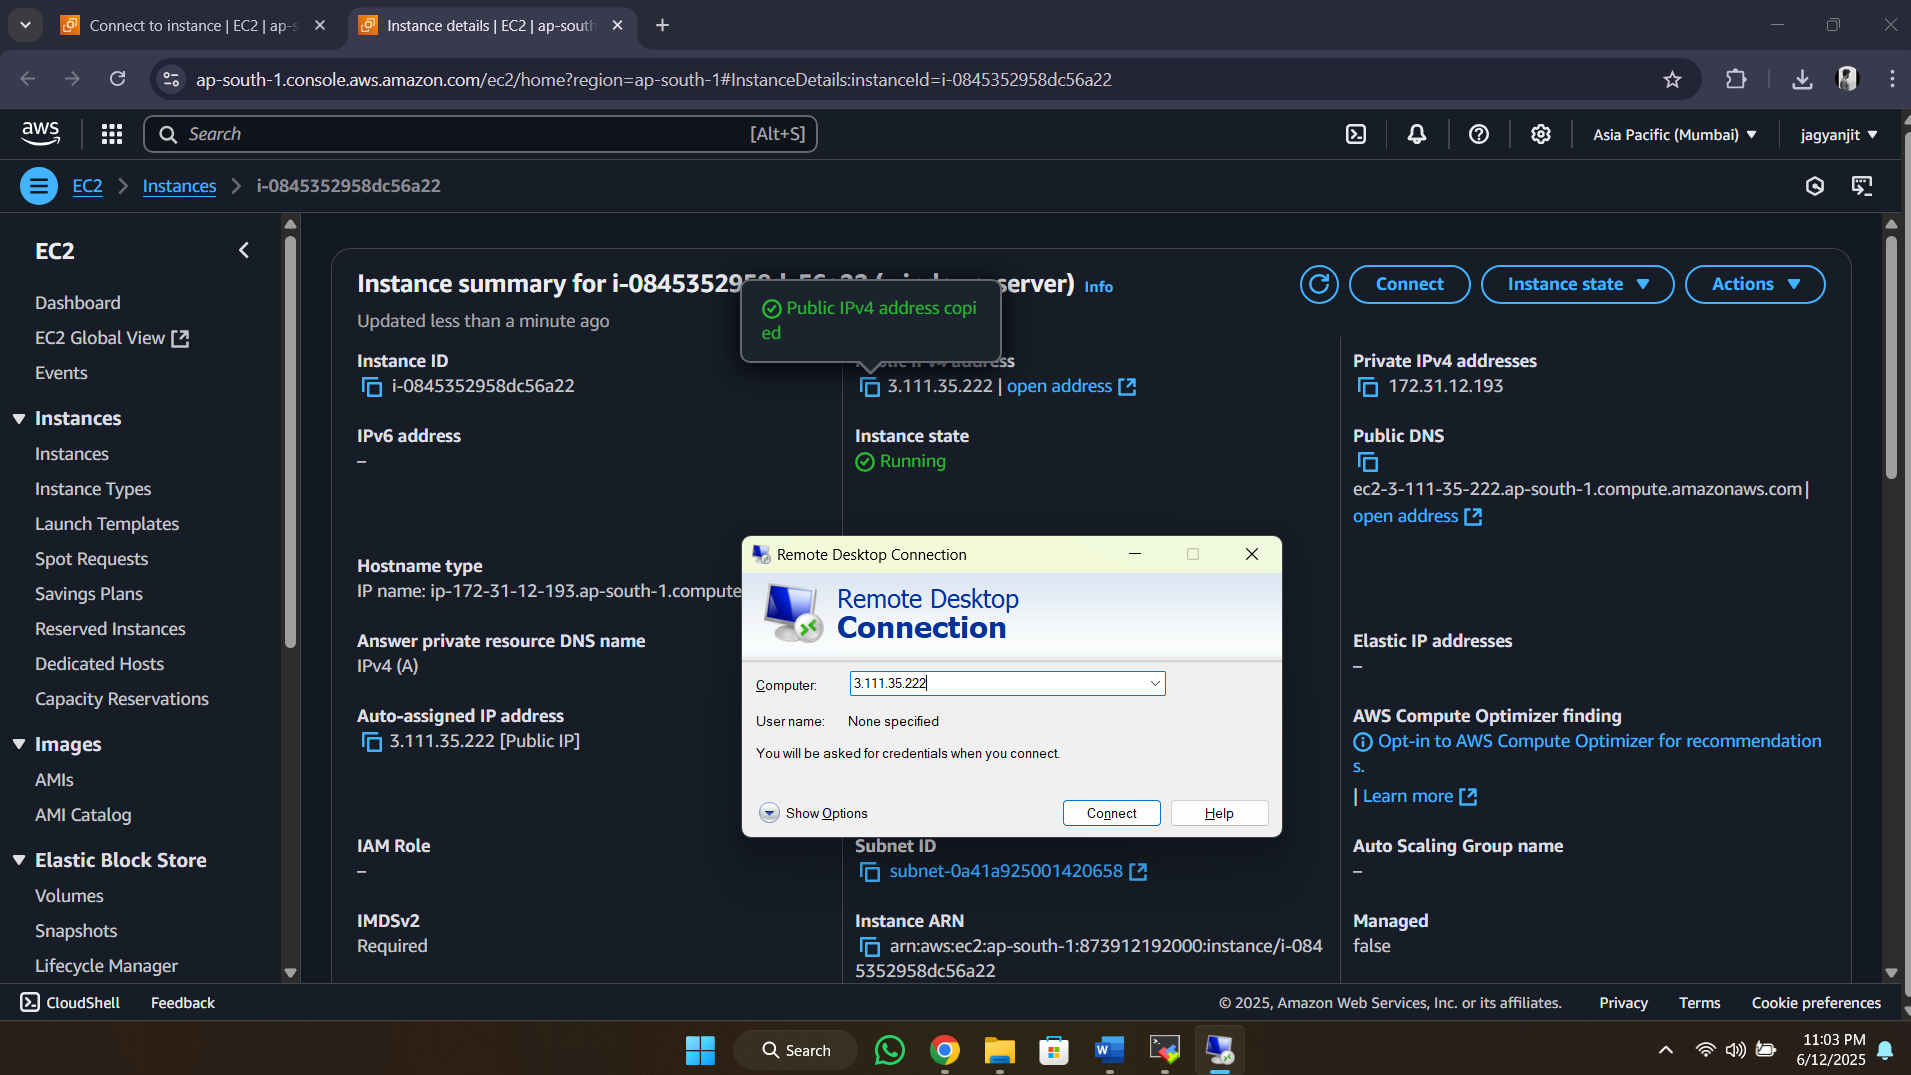 Connect to instance | EC2 | ap-s
Instance details | EC2 | ap-south
ap-south-1.console.aws.amazon.com/ec2/home?region=ap-south-1#InstanceDetails:instanceId=i-0845352958dc56a22
aws
Search
[Alt+S]
Asia Pacific (Mumbai)
jagyanjit
EC2
Instances
i-0845352958dc56a22
EC2
Dashboard
EC2 Global View
Events
Instances
Instances
Instance Types
Launch Templates
Spot Requests
Savings Plans
Reserved Instances
Dedicated Hosts
Capacity Reservations
Images
AMIs
AMI Catalog
Elastic Block Store
Volumes
Snapshots
Lifecycle Manager
Instance summary for i-0845352958dc56a22 (windows server)
Info
Connect
Instance state
Actions
Updated less than a minute ago
Public IPv4 address copi
ed
Instance ID
i-0845352958dc56a22
Public IPv4 address
3.111.35.222 | open address
Private IPv4 addresses
172.31.12.193
IPv6 address
–
Instance state
Running
Public DNS
ec2-3-111-35-222.ap-south-1.compute.amazonaws.com |
open address
Hostname type
IP name: ip-172-31-12-193.ap-south-1.compute
Answer private resource DNS name
IPv4 (A)
Elastic IP addresses
–
Auto-assigned IP address
3.111.35.222 [Public IP]
AWS Compute Optimizer finding
Opt-in to AWS Compute Optimizer for recommendation
s.
| Learn more
Remote Desktop Connection
Remote Desktop
Connection
Computer:
3.111.35.222
User name:
None specified
You will be asked for credentials when you connect.
Show Options
Connect
Help
IAM Role
–
Subnet ID
subnet-0a41a925001420658
Auto Scaling Group name
–
IMDSv2
Required
Instance ARN
arn:aws:ec2:ap-south-1:873912192000:instance/i-084
5352958dc56a22
Managed
false
CloudShell
Feedback
© 2025, Amazon Web Services, Inc. or its affiliates.
Privacy
Terms
Cookie preferences
Search
11:03 PM
6/12/2025